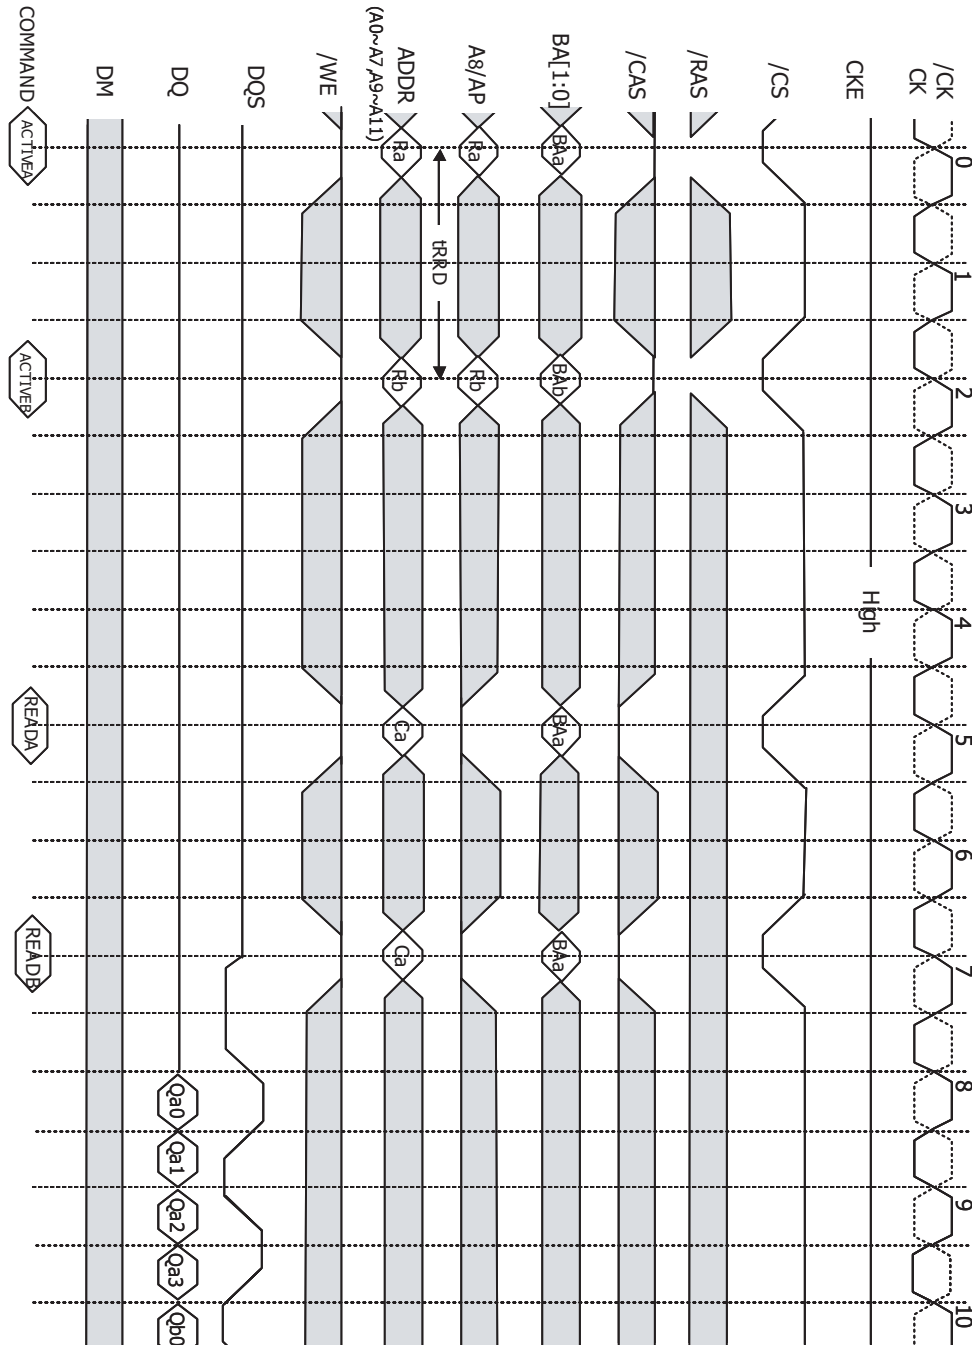 0 1 2 3 4 5 6 7 8 9 10
/CK
CK
CKE High
/CS
/RAS
/CAS
BA[1:0] BAa BAb BAa BAa
A8/AP Ra Rb
tRRD
ADDR Ra Rb Ca Ca
(A0~A7,A9~A11)
/WE
DQS
DQ Qa0 Qa1 Qa2 Qa3 Qb0
DM
COMMAND ACTIVEA ACTIVEB READA READB